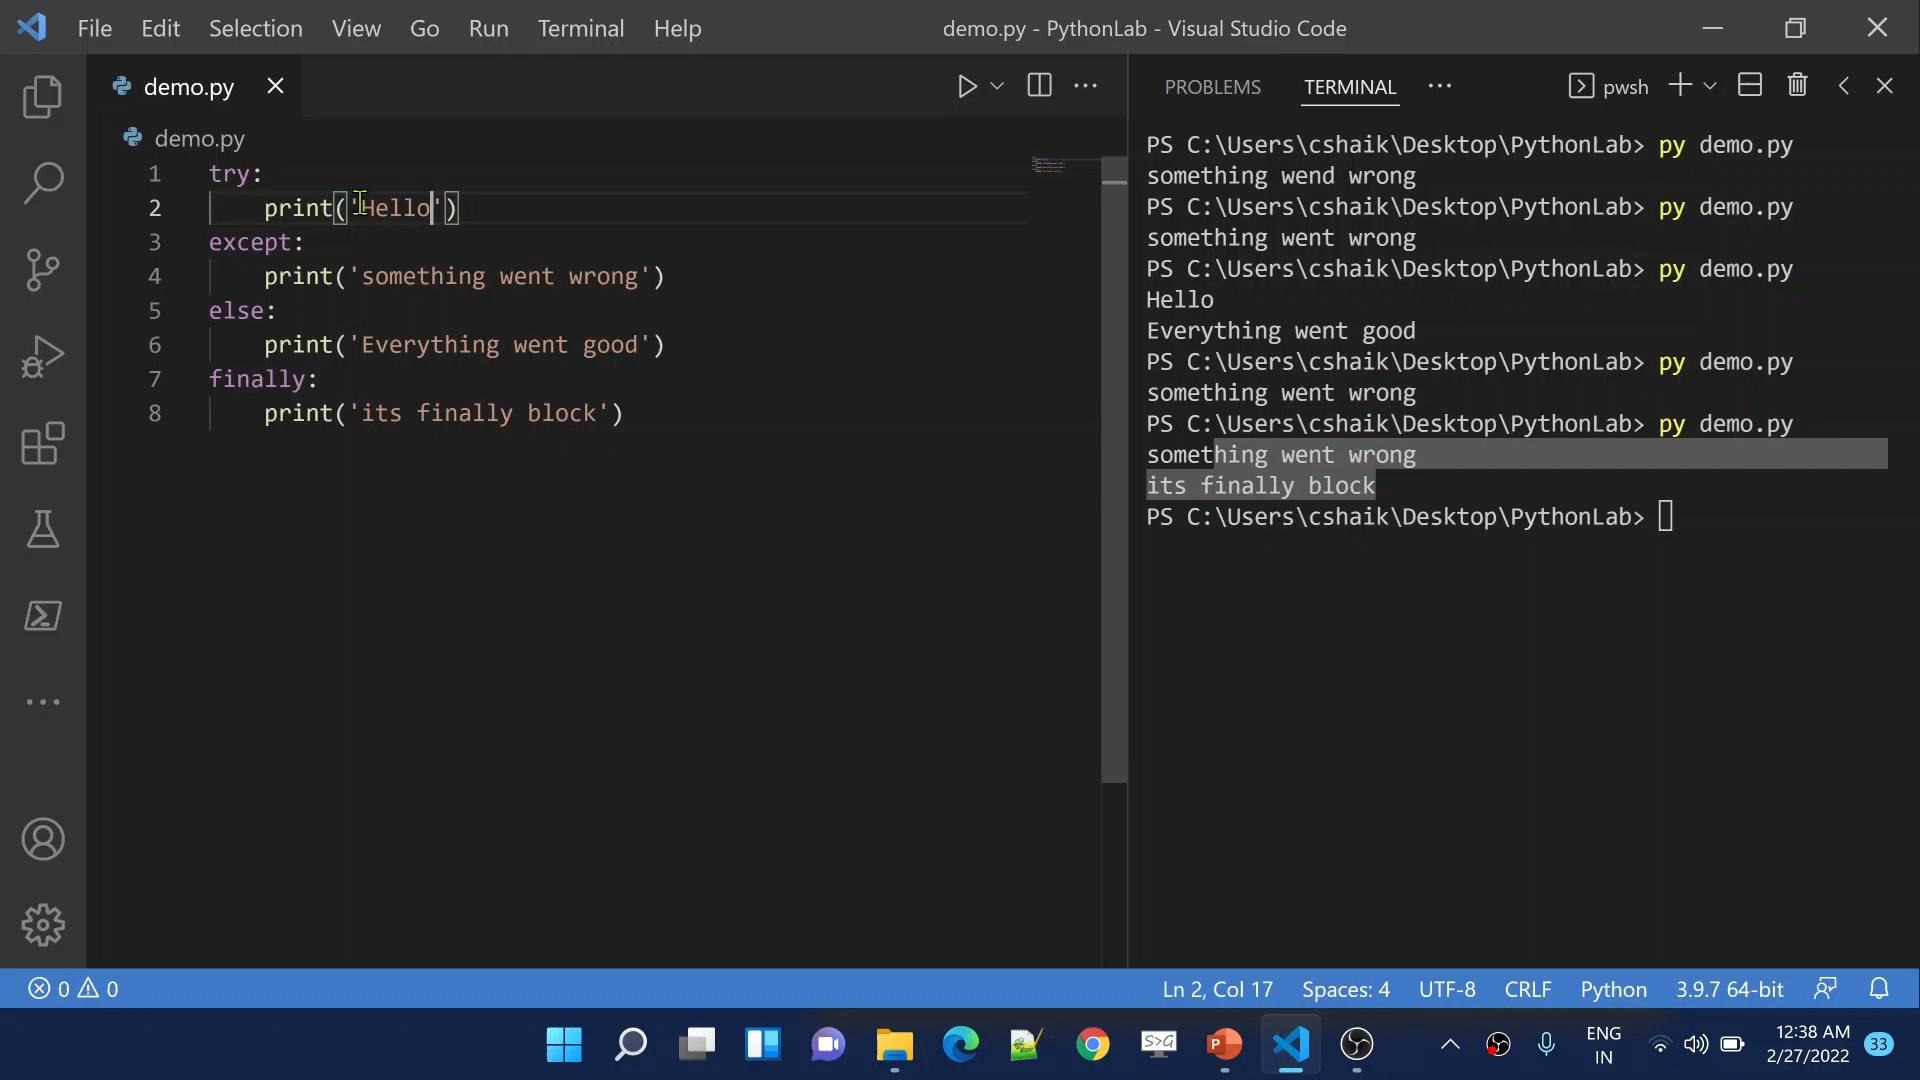 File Edit Selection View Go Run Terminal Help
demo.py - PythonLab - Visual Studio Code
demo.py
demo.py
1 try:
2 print('Hello')
3 except:
4 print('something went wrong')
5 else:
6 print('Everything went good')
7 finally:
8 print('its finally block')
PROBLEMS TERMINAL
pwsh
PS C:\Users\cshaik\Desktop\PythonLab> py demo.py
something wend wrong
PS C:\Users\cshaik\Desktop\PythonLab> py demo.py
something went wrong
PS C:\Users\cshaik\Desktop\PythonLab> py demo.py
Hello
Everything went good
PS C:\Users\cshaik\Desktop\PythonLab> py demo.py
something went wrong
PS C:\Users\cshaik\Desktop\PythonLab> py demo.py
something went wrong
its finally block
PS C:\Users\cshaik\Desktop\PythonLab>
0 0
Ln 2, Col 17 Spaces: 4 UTF-8 CRLF Python 3.9.7 64-bit
S>G
P
ENG
IN
12:38 AM
2/27/2022
33